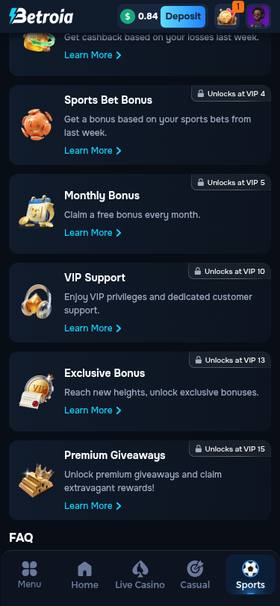 Betroia
0.84 Deposit
1
Get cashback based on your losses last week.
Learn More
Unlocks at VIP 4
Sports Bet Bonus
Get a bonus based on your sports bets from
last week.
Learn More
Unlocks at VIP 5
Monthly Bonus
Claim a free bonus every month.
Learn More
Unlocks at VIP 10
VIP Support
Enjoy VIP privileges and dedicated customer
support.
Learn More
Unlocks at VIP 13
Exclusive Bonus
Reach new heights, unlock exclusive bonuses.
Learn More
Unlocks at VIP 15
Premium Giveaways
Unlock premium giveaways and claim
extravagant rewards!
Learn More
FAQ
Menu Home Live Casino Casual Sports